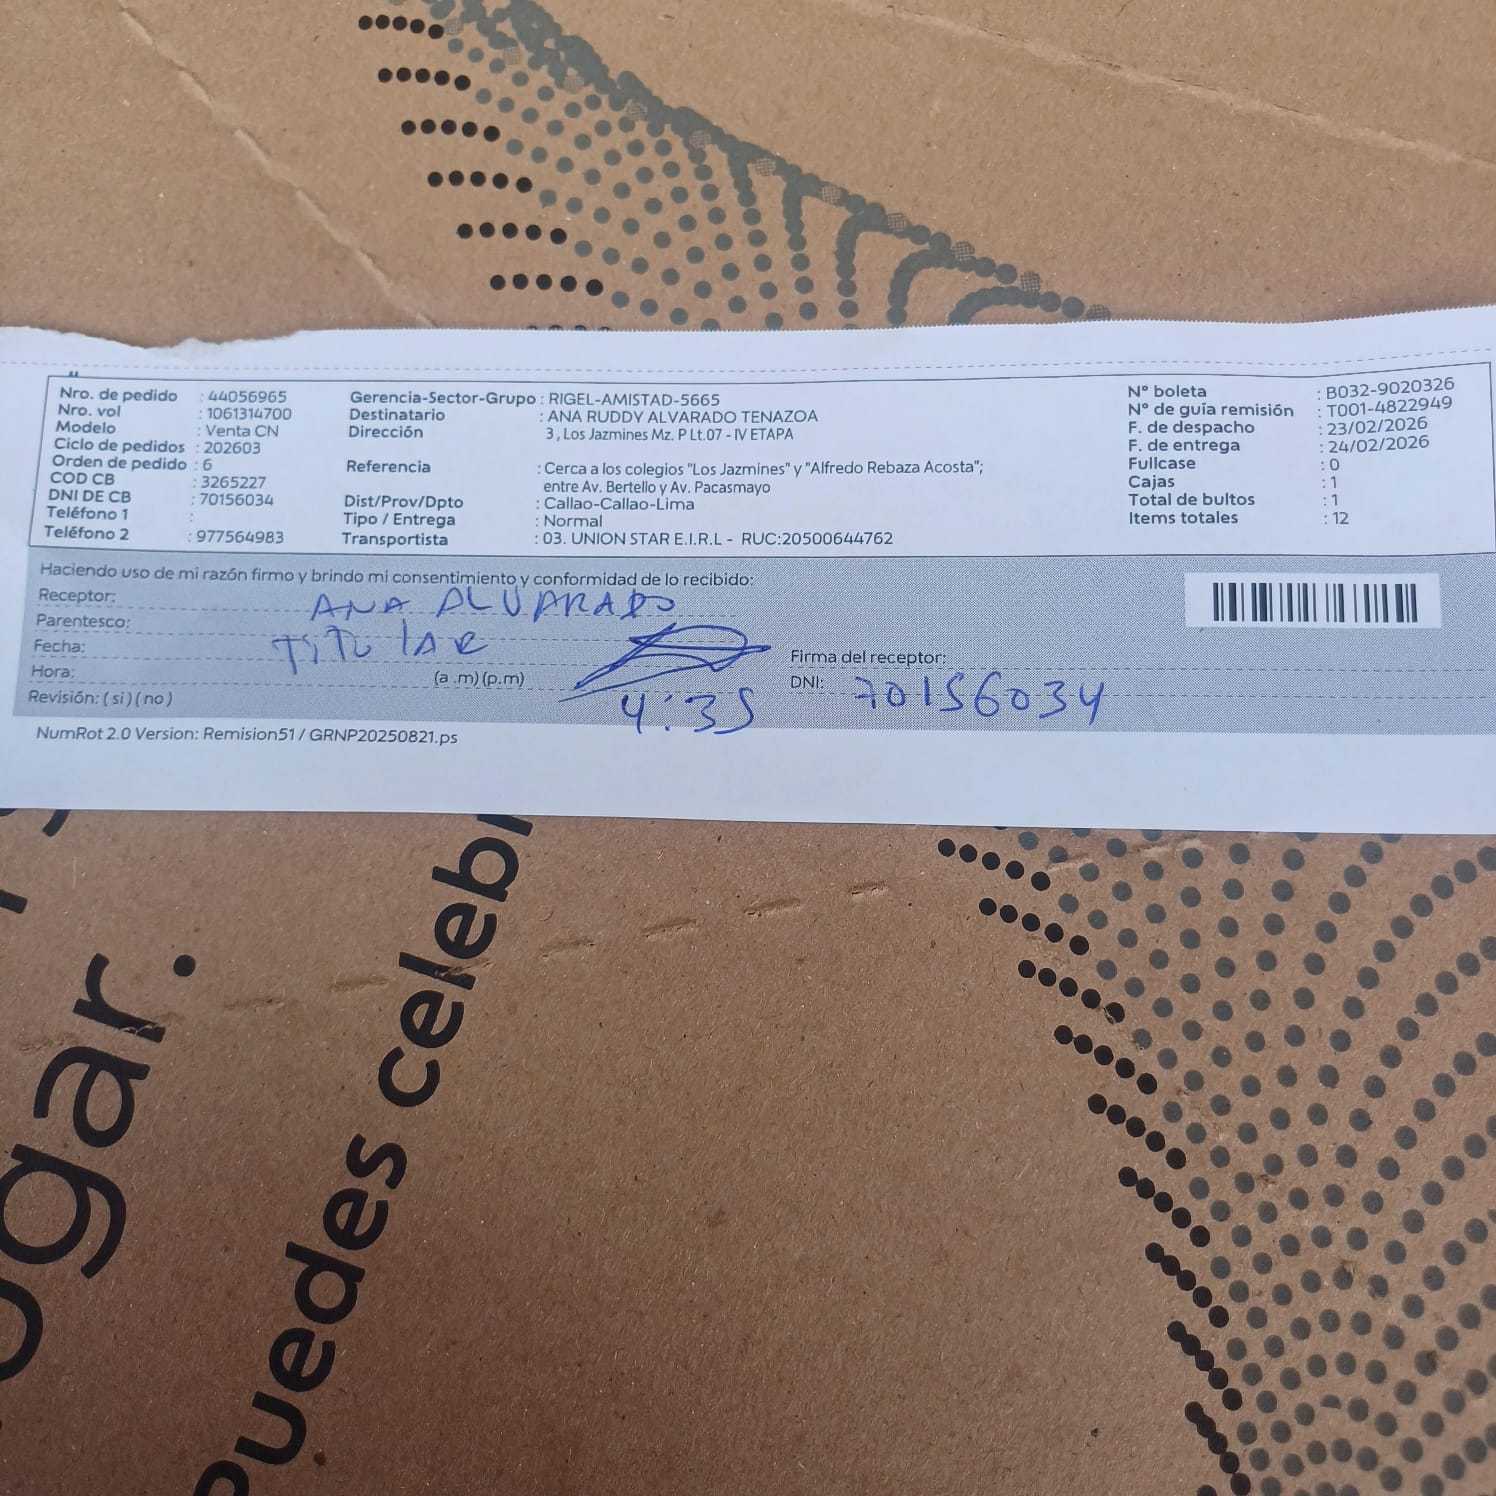 Nro. de pedido : 44056965
Nro. vol : 1061314700
Modelo : Venta CN
Ciclo de pedidos : 202603
Orden de pedido : 6
COD CB : 3265227
DNI DE CB : 70156034
Teléfono 1 :
Teléfono 2 : 977564983
Gerencia-Sector-Grupo : RIGEL-AMISTAD-5665
Destinatario : ANA RUDDY ALVARADO TENAZOA
Dirección 3 , Los Jazmines Mz. P Lt.07 - IV ETAPA
Referencia : Cerca a los colegios "Los Jazmines" y "Alfredo Rebaza Acosta";
entre Av. Bertello y Av. Pacasmayo
Dist/Prov/Dpto : Callao-Callao-Lima
Tipo / Entrega : Normal
Transportista : 03. UNION STAR E.I.R.L - RUC:20500644762
N° boleta : B032-9020326
N° de guía remisión : T001-4822949
F. de despacho : 23/02/2026
F. de entrega : 24/02/2026
Fullcase : 0
Cajas : 1
Total de bultos : 1
Items totales : 12
Haciendo uso de mi razón firmo y brindo mi consentimiento y conformidad de lo recibido:
Receptor: ANA ALVARADO
Parentesco: TiTulAR
Fecha:
Hora: (a .m) (p.m) 4:35
Revisión: ( si ) ( no )
Firma del receptor:
DNI: 70156034
NumRot 2.0 Version: Remision51 / GRNP20250821.ps
gar.
puedes celebr